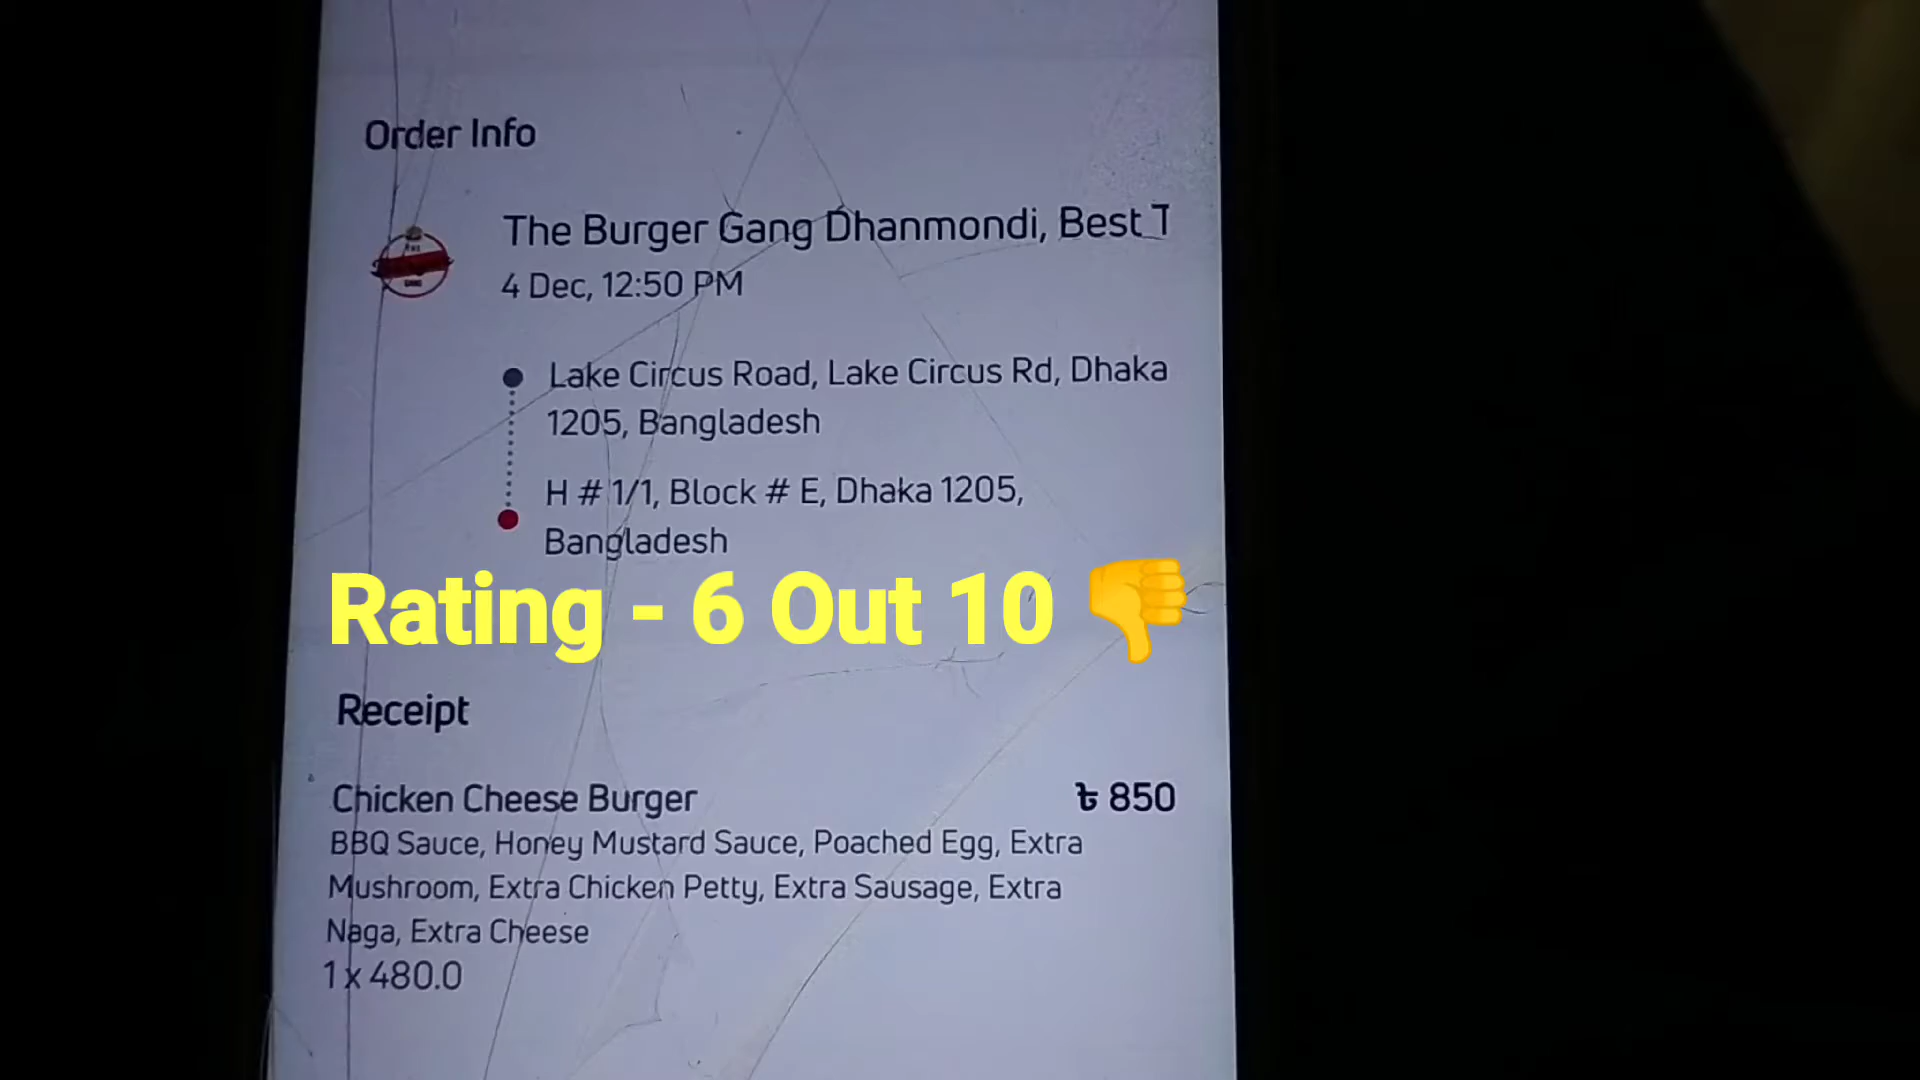 Order Info
The Burger Gang Dhanmondi, Best T
4 Dec, 12:50 PM
Lake Circus Road, Lake Circus Rd, Dhaka
1205, Bangladesh
H # 1/1, Block # E, Dhaka 1205,
Bangladesh
Rating - 6 Out 10 👎
Receipt
Chicken Cheese Burger ৳ 850
BBQ Sauce, Honey Mustard Sauce, Poached Egg, Extra
Mushroom, Extra Chicken Petty, Extra Sausage, Extra
Naga, Extra Cheese
1 x 480.0